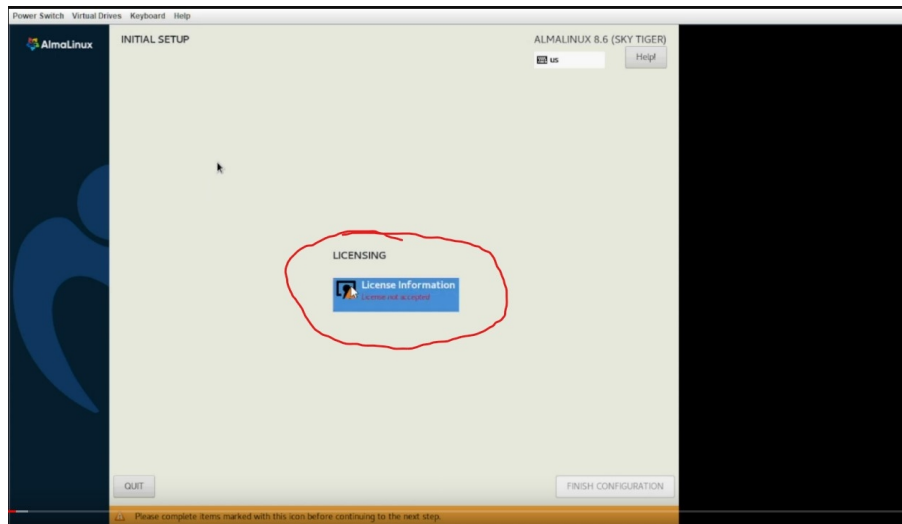 Power Switch Virtual Drives Keyboard Help
AlmaLinux
INITIAL SETUP
ALMALINUX 8.6 (SKY TIGER)
us
Help!
LICENSING
License Information
License not accepted
QUIT
FINISH CONFIGURATION
Please complete items marked with this icon before continuing to the next step.